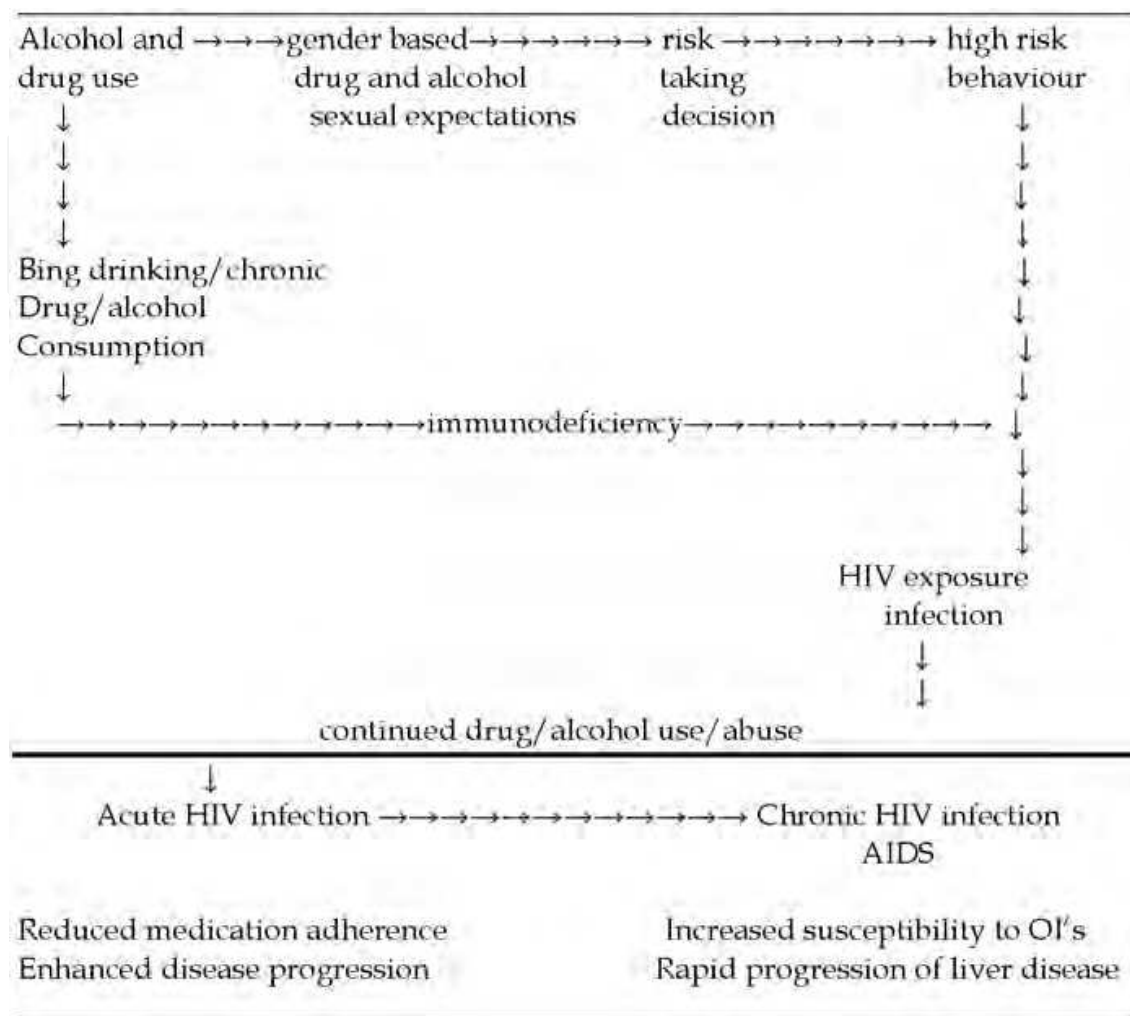 Alcohol and →→→→gender based→→→→→→→ risk →→→→→→→→ high risk
drug use drug and alcohol taking behaviour
↓ sexual expectations decision ↓
↓ ↓
↓ ↓
↓ ↓
Bing drinking/chronic ↓
Drug/alcohol ↓
Consumption ↓
↓ ↓
→→→→→→→→→→→→immunodeficiency→→→→→→→→→→ ↓
↓
↓
↓
HIV exposure
infection
↓
↓
continued drug/alcohol use/abuse
↓
Acute HIV infection →→→→→→→→→→→→ Chronic HIV infection
AIDS
Reduced medication adherence Increased susceptibility to OI's
Enhanced disease progression Rapid progression of liver disease